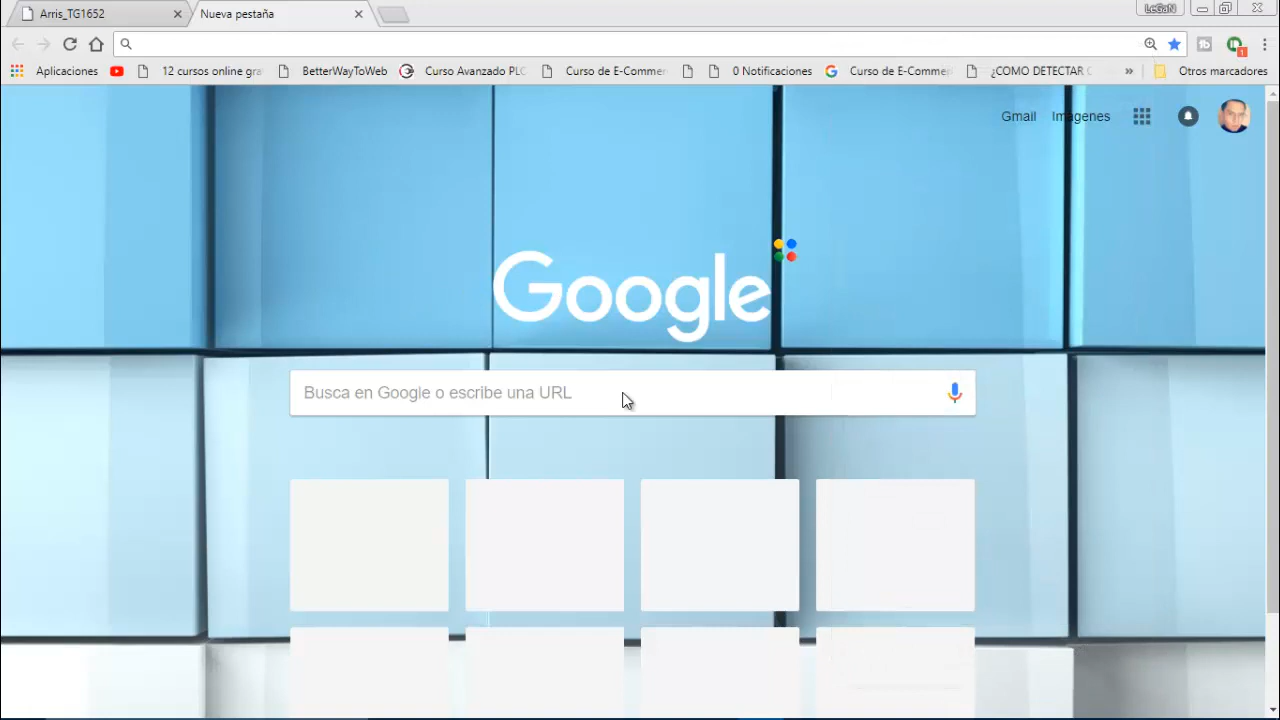 Arris_TG1652
Nueva pestaña
LeGaN
Aplicaciones
12 cursos online gra
BetterWayToWeb
Curso Avanzado PLC
Curso de E-Commer
0 Notificaciones
Curso de E-Commer
¿COMO DETECTAR C
»
Otros marcadores
Gmail
Imágenes
Google
Busca en Google o escribe una URL